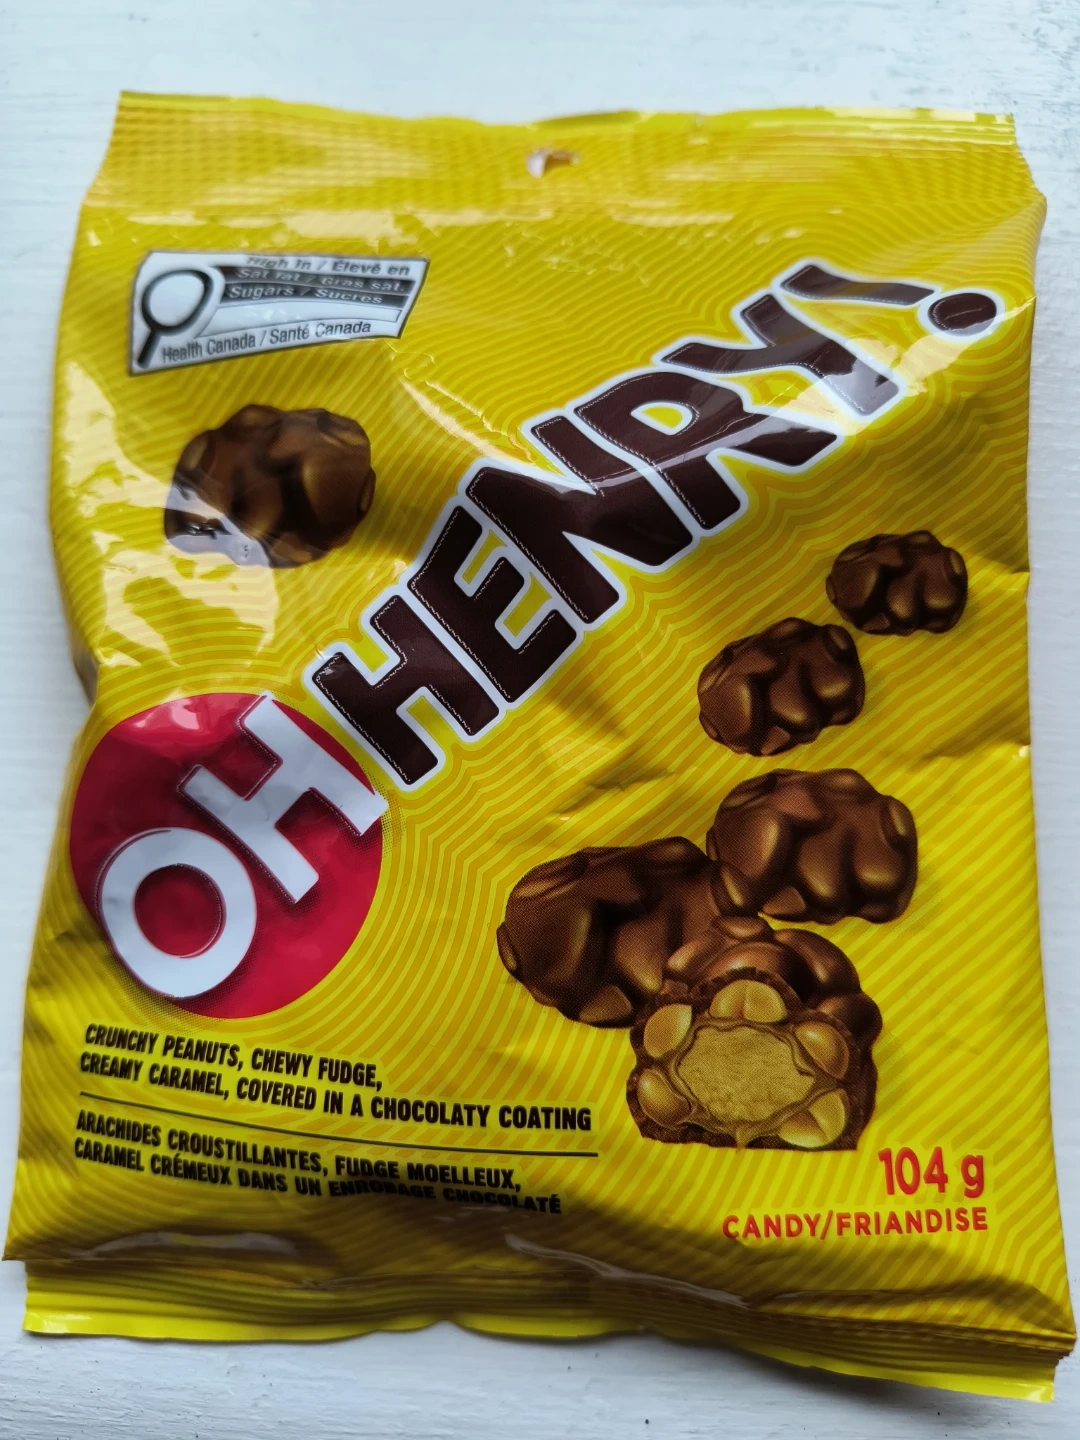 High in / Élevé en
Sat fat / Gras sat.
Sugars / Sucres
Health Canada / Santé Canada
OH HENRY!
CRUNCHY PEANUTS, CHEWY FUDGE,
CREAMY CARAMEL, COVERED IN A CHOCOLATY COATING
ARACHIDES CROUSTILLANTES, FUDGE MOELLEUX,
CARAMEL CRÉMEUX DANS UN ENROBAGE CHOCOLATÉ
104 g
CANDY/FRIANDISE